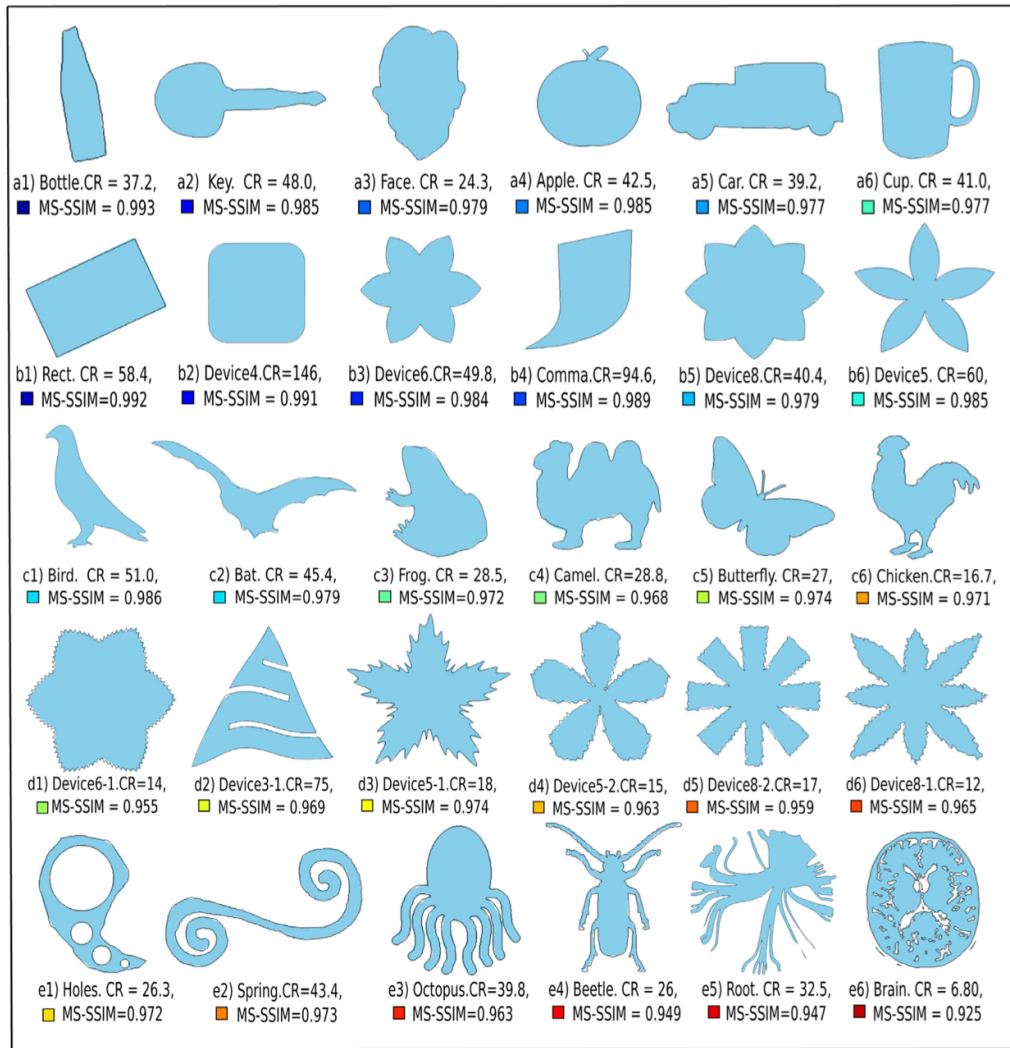 a1) Bottle.CR = 37.2, a2) Key. CR = 48.0, a3) Face. CR = 24.3, a4) Apple. CR = 42.5, a5) Car. CR = 39.2, a6) Cup. CR = 41.0,
MS-SSIM = 0.993 MS-SSIM = 0.985 MS-SSIM=0.979 MS-SSIM = 0.985 MS-SSIM = 0.977 MS-SSIM = 0.977
b1) Rect. CR = 58.4, b2) Device4.CR=146, b3) Device6.CR=49.8, b4) Comma.CR=94.6, b5) Device8.CR=40.4, b6) Device5. CR=60,
MS-SSIM=0.992 MS-SSIM = 0.991 MS-SSIM = 0.984 MS-SSIM = 0.989 MS-SSIM = 0.979 MS-SSIM = 0.985
c1) Bird. CR = 51.0, c2) Bat. CR = 45.4, c3) Frog. CR = 28.5, c4) Camel. CR=28.8, c5) Butterfly. CR=27, c6) Chicken.CR=16.7,
MS-SSIM = 0.986 MS-SSIM=0.979 MS-SSIM = 0.972 MS-SSIM = 0.968 MS-SSIM = 0.974 MS-SSIM = 0.971
d1) Device6-1.CR=14, d2) Device3-1.CR=75, d3) Device5-1.CR=18, d4) Device5-2.CR=15, d5) Device8-2.CR=17, d6) Device8-1.CR=12,
MS-SSIM = 0.955 MS-SSIM = 0.969 MS-SSIM = 0.974 MS-SSIM = 0.963 MS-SSIM = 0.959 MS-SSIM = 0.965
e1) Holes. CR = 26.3, e2) Spring.CR=43.4, e3) Octopus.CR=39.8, e4) Beetle. CR = 26, e5) Root. CR = 32.5, e6) Brain. CR = 6.80,
MS-SSIM=0.972 MS-SSIM = 0.973 MS-SSIM=0.963 MS-SSIM = 0.949 MS-SSIM=0.947 MS-SSIM = 0.925